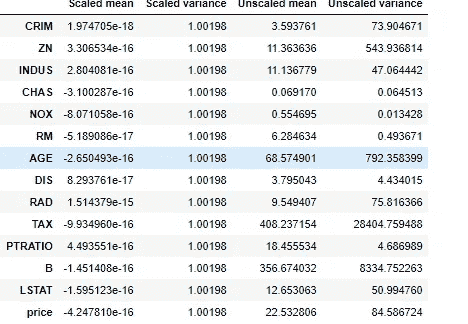 Scaled mean Scaled variance Unscaled mean Unscaled variance
CRIM 1.974705e-18 1.00198 3.593761 73.904671
ZN 3.306534e-16 1.00198 11.363636 543.936814
INDUS 2.804081e-16 1.00198 11.136779 47.064442
CHAS -3.100287e-16 1.00198 0.069170 0.064513
NOX -8.071058e-16 1.00198 0.554695 0.013428
RM -5.189086e-17 1.00198 6.284634 0.493671
AGE -2.650493e-16 1.00198 68.574901 792.358399
DIS 8.293761e-17 1.00198 3.795043 4.434015
RAD 1.514379e-15 1.00198 9.549407 75.816366
TAX -9.934960e-16 1.00198 408.237154 28404.759488
PTRATIO 4.493551e-16 1.00198 18.455534 4.686989
B -1.451408e-16 1.00198 356.674032 8334.752263
LSTAT -1.595123e-16 1.00198 12.653063 50.994760
price -4.247810e-16 1.00198 22.532806 84.586724